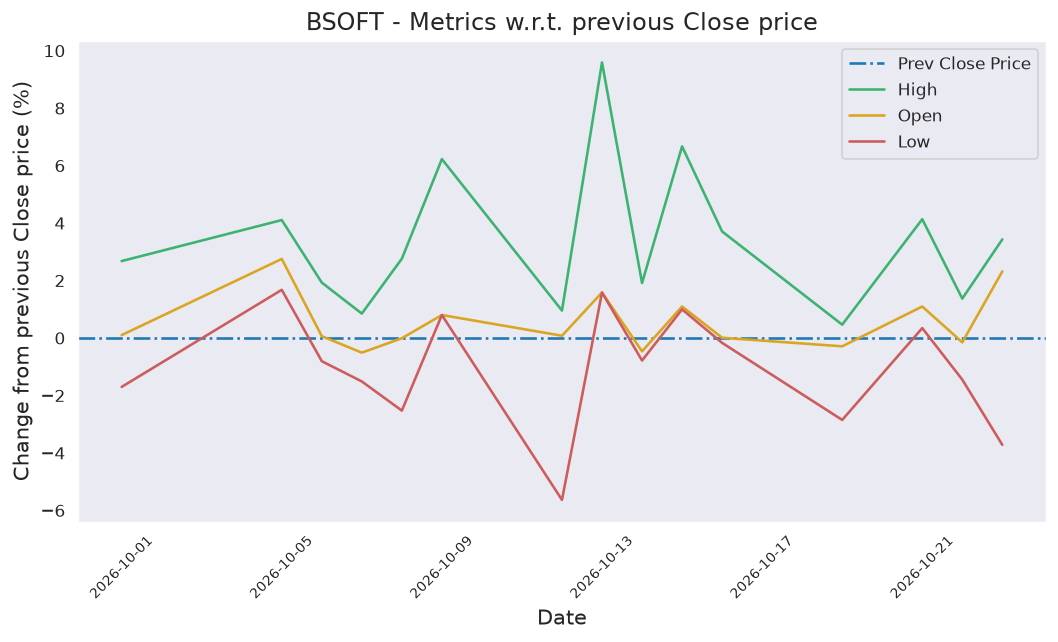 BSOFT - Metrics w.r.t. previous Close price
Change from previous Close price (%)
10
8
6
4
2
0
−2
−4
−6
Prev Close Price
High
Open
Low
2026-10-01
2026-10-05
2026-10-09
2026-10-13
2026-10-17
2026-10-21
Date